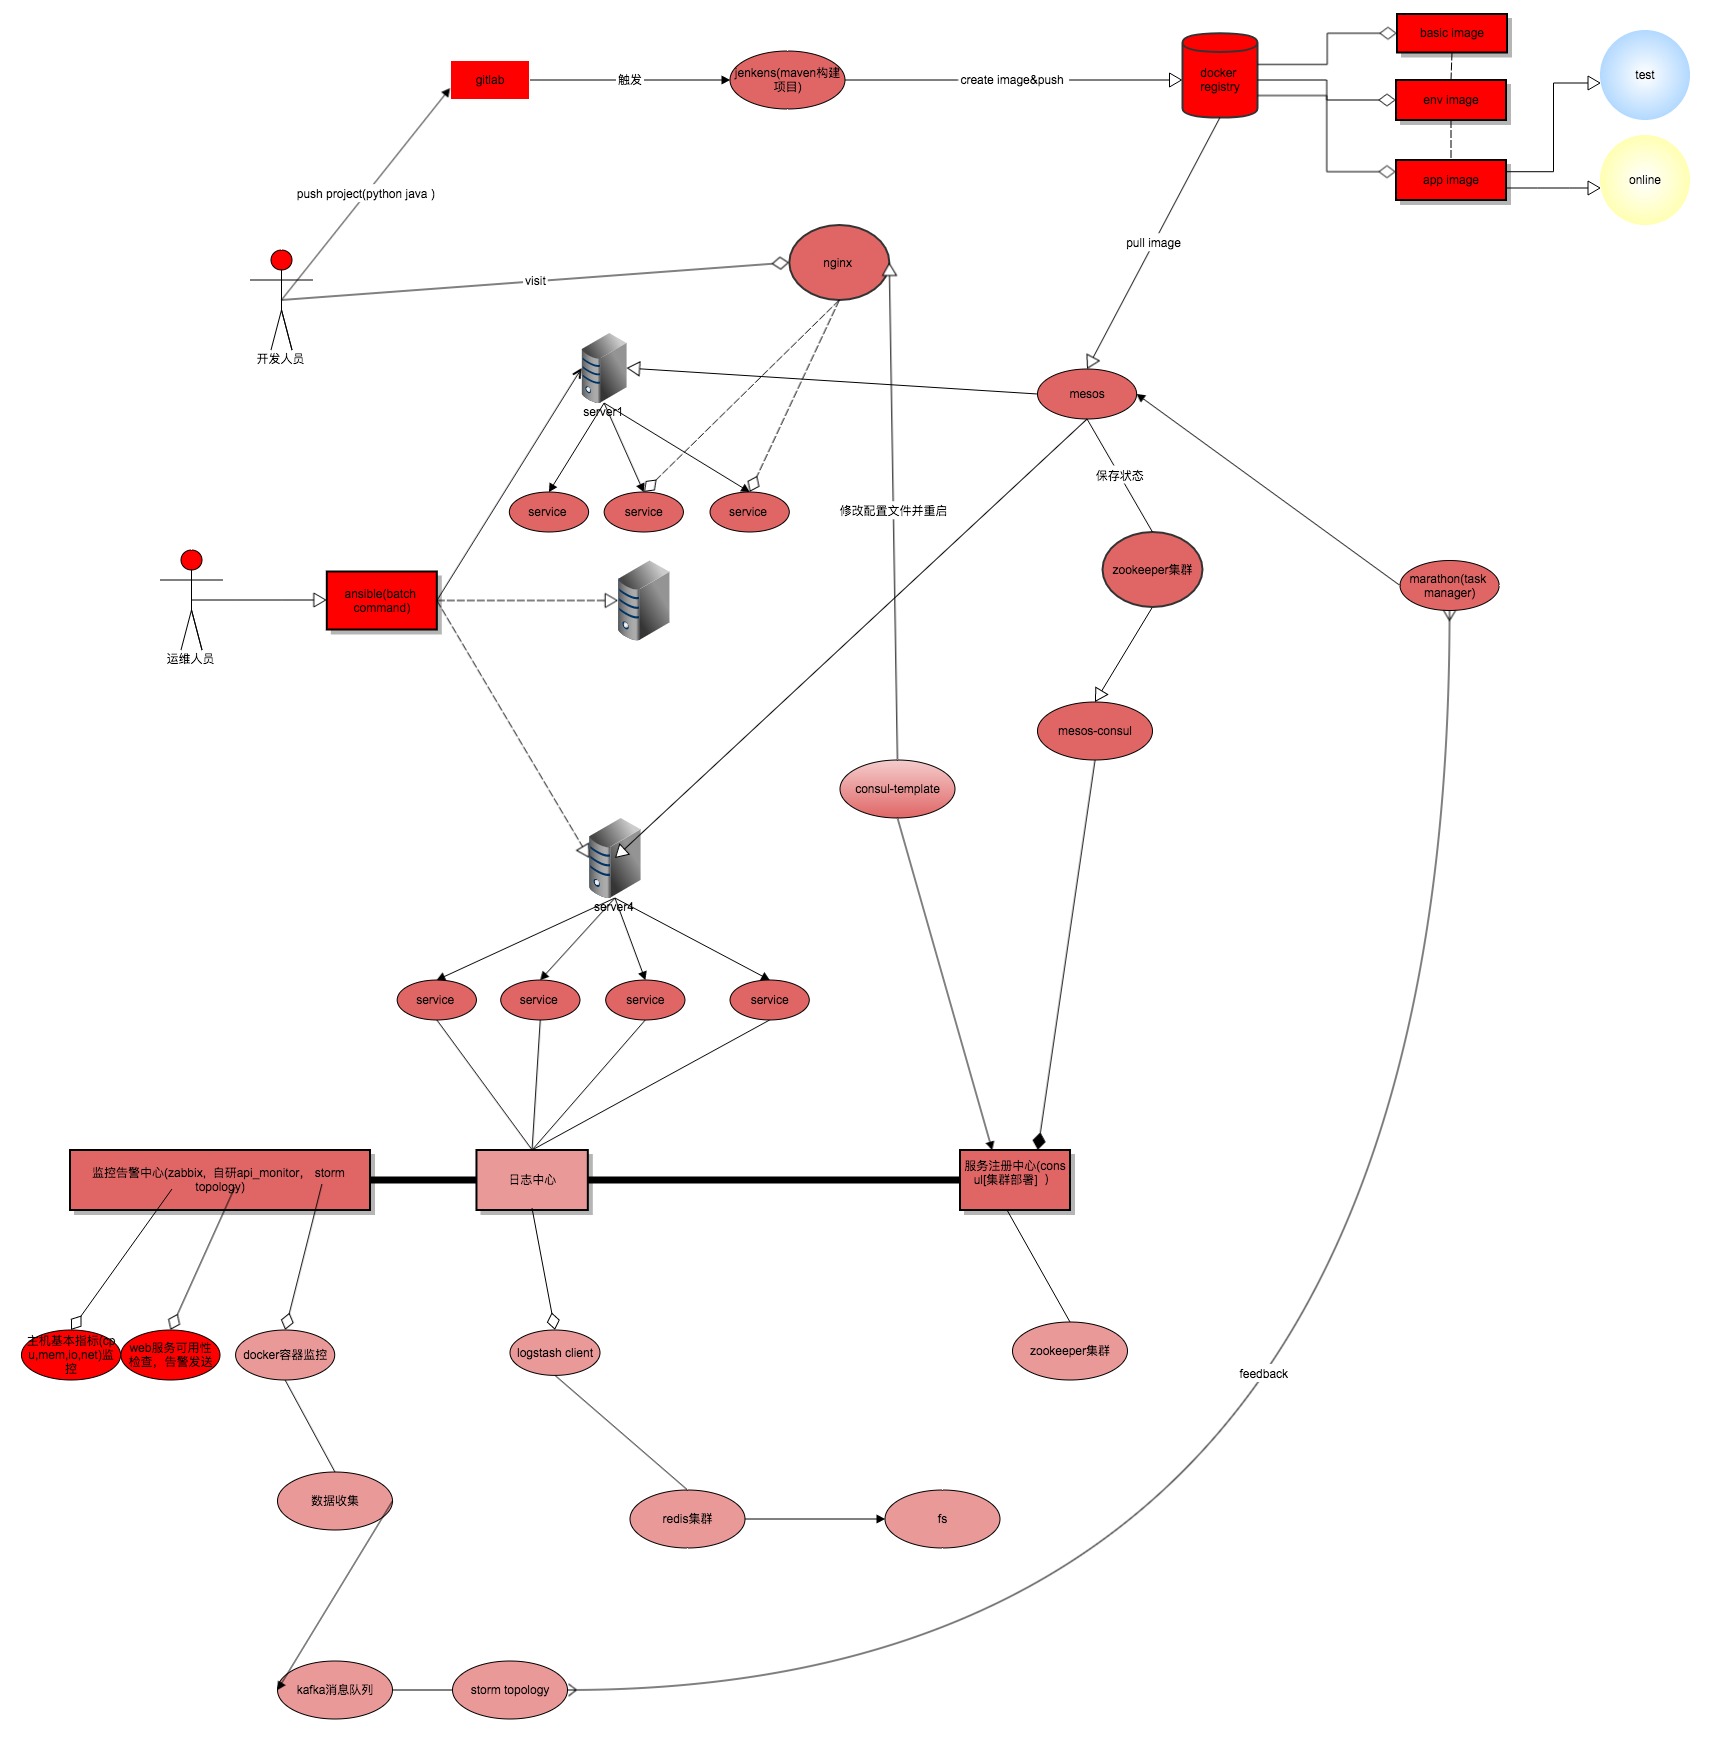 basic image
gitlab
触发
jenkens(maven构建
项目)
create image&push
docker
registry
test
env image
app image
online
push project(python java )
pull image
nginx
visit
开发人员
server1
mesos
保存状态
service
service
service
修改配置文件并重启
zookeeper集群
marathon(task
manager)
ansible(batch
command)
运维人员
mesos-consul
consul-template
server4
service
service
service
service
监控告警中心(zabbix, 自研api_monitor, storm
topology)
日志中心
服务注册中心(cons
ul[集群部署] )
主机基本指标(cp
u,mem,io,net)监
控
web服务可用性
检查，告警发送
docker容器监控
logstash client
zookeeper集群
feedback
数据收集
redis集群
fs
kafka消息队列
storm topology